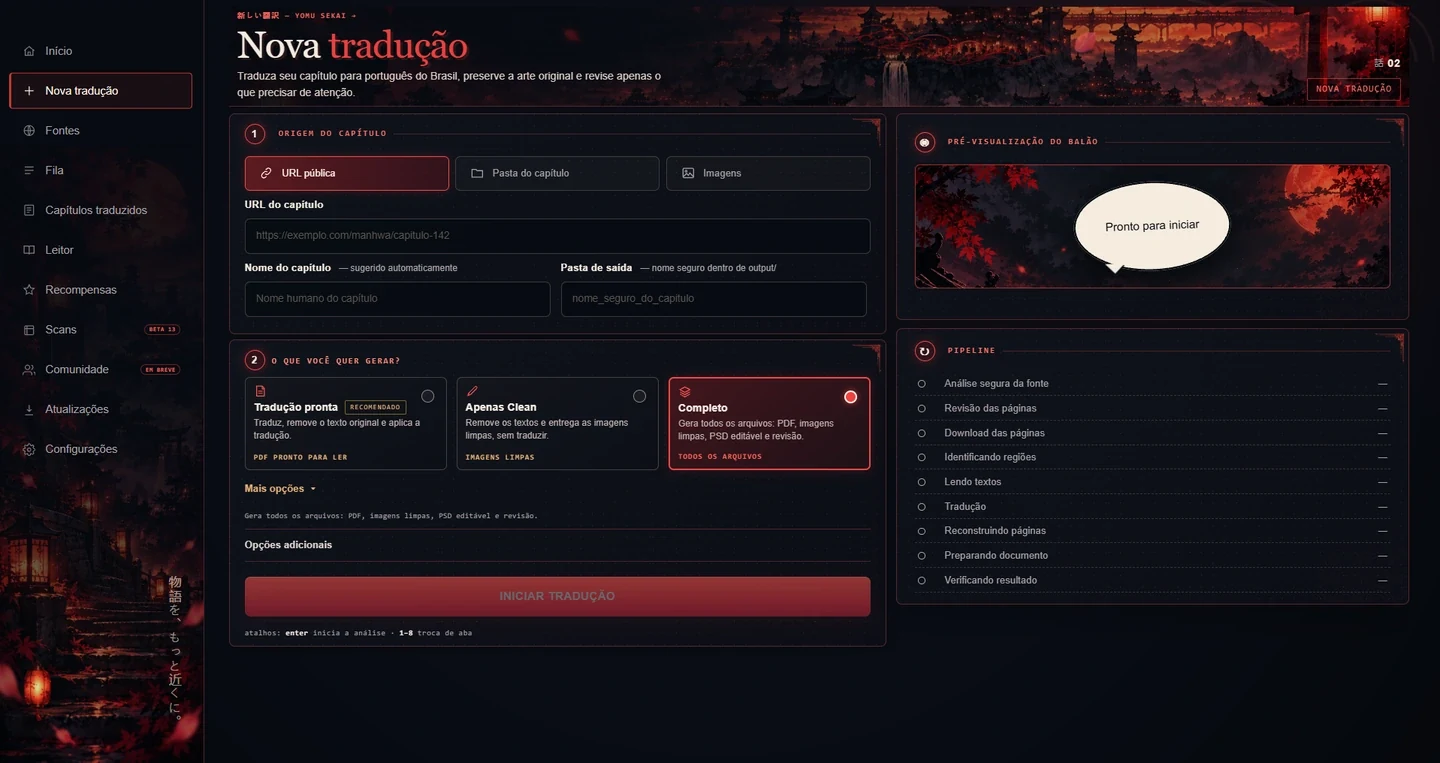 Início
Nova tradução
Fontes
Fila
Capítulos traduzidos
Leitor
Recompensas
Scans
BETA 13
Comunidade
EM BREVE
Atualizações
Configurações
物語を、もっと近くに。
新しい翻訳 — YOMU SEKAI →
Nova tradução
Traduza seu capítulo para português do Brasil, preserve a arte original e revise apenas o
que precisar de atenção.
02
NOVA TRADUÇÃO
1 ORIGEM DO CAPÍTULO
URL pública
Pasta do capítulo
Imagens
URL do capítulo
https://exemplo.com/manhwa/capitulo-142
Nome do capítulo — sugerido automaticamente
Nome humano do capítulo
Pasta de saída — nome seguro dentro de output/
nome_seguro_do_capitulo
2 O QUE VOCÊ QUER GERAR?
Tradução pronta RECOMENDADO
Traduz, remove o texto original e aplica a
tradução.
PDF PRONTO PARA LER
Apenas Clean
Remove os textos e entrega as imagens
limpas, sem traduzir.
IMAGENS LIMPAS
Completo
Gera todos os arquivos: PDF, imagens
limpas, PSD editável e revisão.
TODOS OS ARQUIVOS
Mais opções
Gera todos os arquivos: PDF, imagens limpas, PSD editável e revisão.
Opções adicionais
INICIAR TRADUÇÃO
atalhos: enter inicia a análise · 1–8 troca de aba
PRÉ-VISUALIZAÇÃO DO BALÃO
Pronto para iniciar
PIPELINE
Análise segura da fonte —
Revisão das páginas —
Download das páginas —
Identificando regiões —
Lendo textos —
Tradução —
Reconstruindo páginas —
Preparando documento —
Verificando resultado —